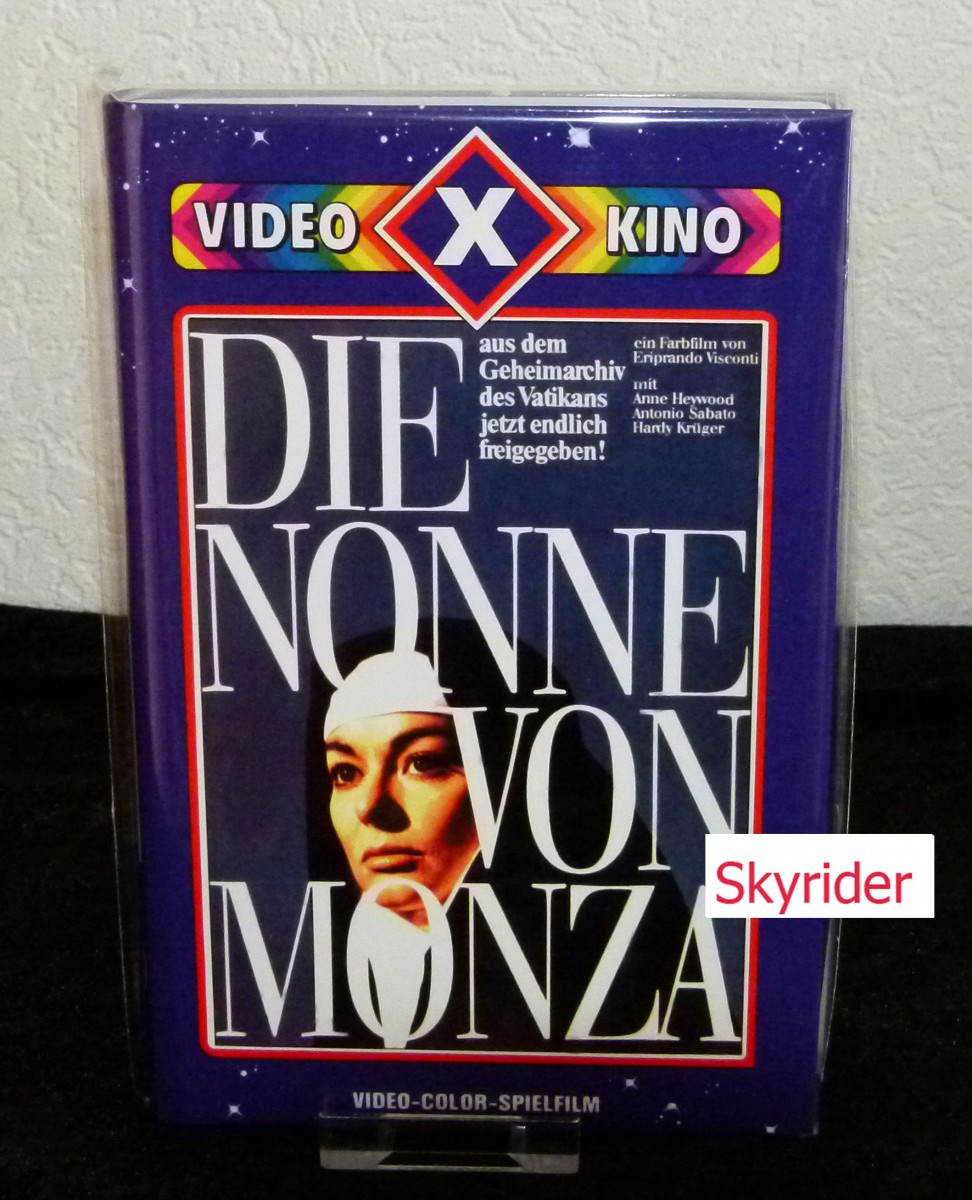 VIDEO X KINO
DIE
aus dem
Geheimarchiv
des Vatikans
jetzt endlich
freigegeben!
ein Farbfilm von
Eriprando Visconti
mit
Anne Heywood
Antonio Sabato
Hardy Krüger
NONNE
VON
MONZA
Skyrider
VIDEO-COLOR-SPIELFILM